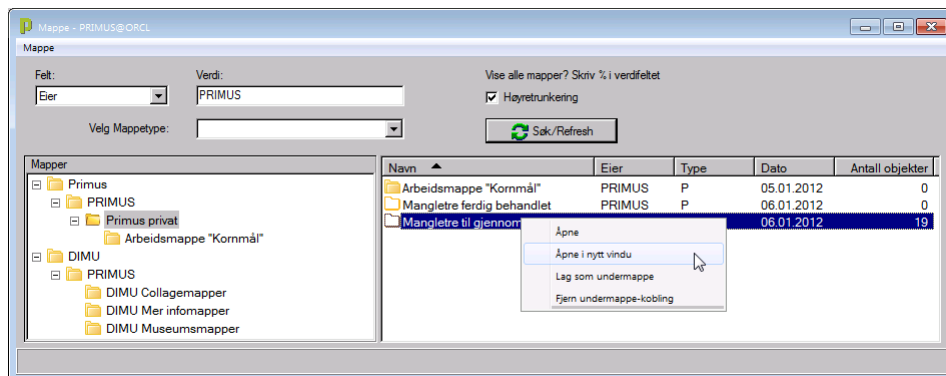 Mappe - PRIMUS@ORCL
Mappe
Felt: Verdi: Vise alle mapper? Skriv % i verdifeltet
Eier PRIMUS Høyretrunkering
Velg Mappetype: Søk/Refresh
Mapper
Primus
PRIMUS
Primus privat
Arbeidsmappe "Kornmål"
DIMU
PRIMUS
DIMU Collagemapper
DIMU Mer infomapper
DIMU Museumsmapper
Navn Eier Type Dato Antall objekter
Arbeidsmappe "Kornmål" PRIMUS P 05.01.2012 0
Mangletre ferdig behandlet PRIMUS P 06.01.2012 0
Mangletre til 06.01.2012 19
Åpne
Åpne i nytt vindu
Lag som undermappe
Fjern undermappe-kobling